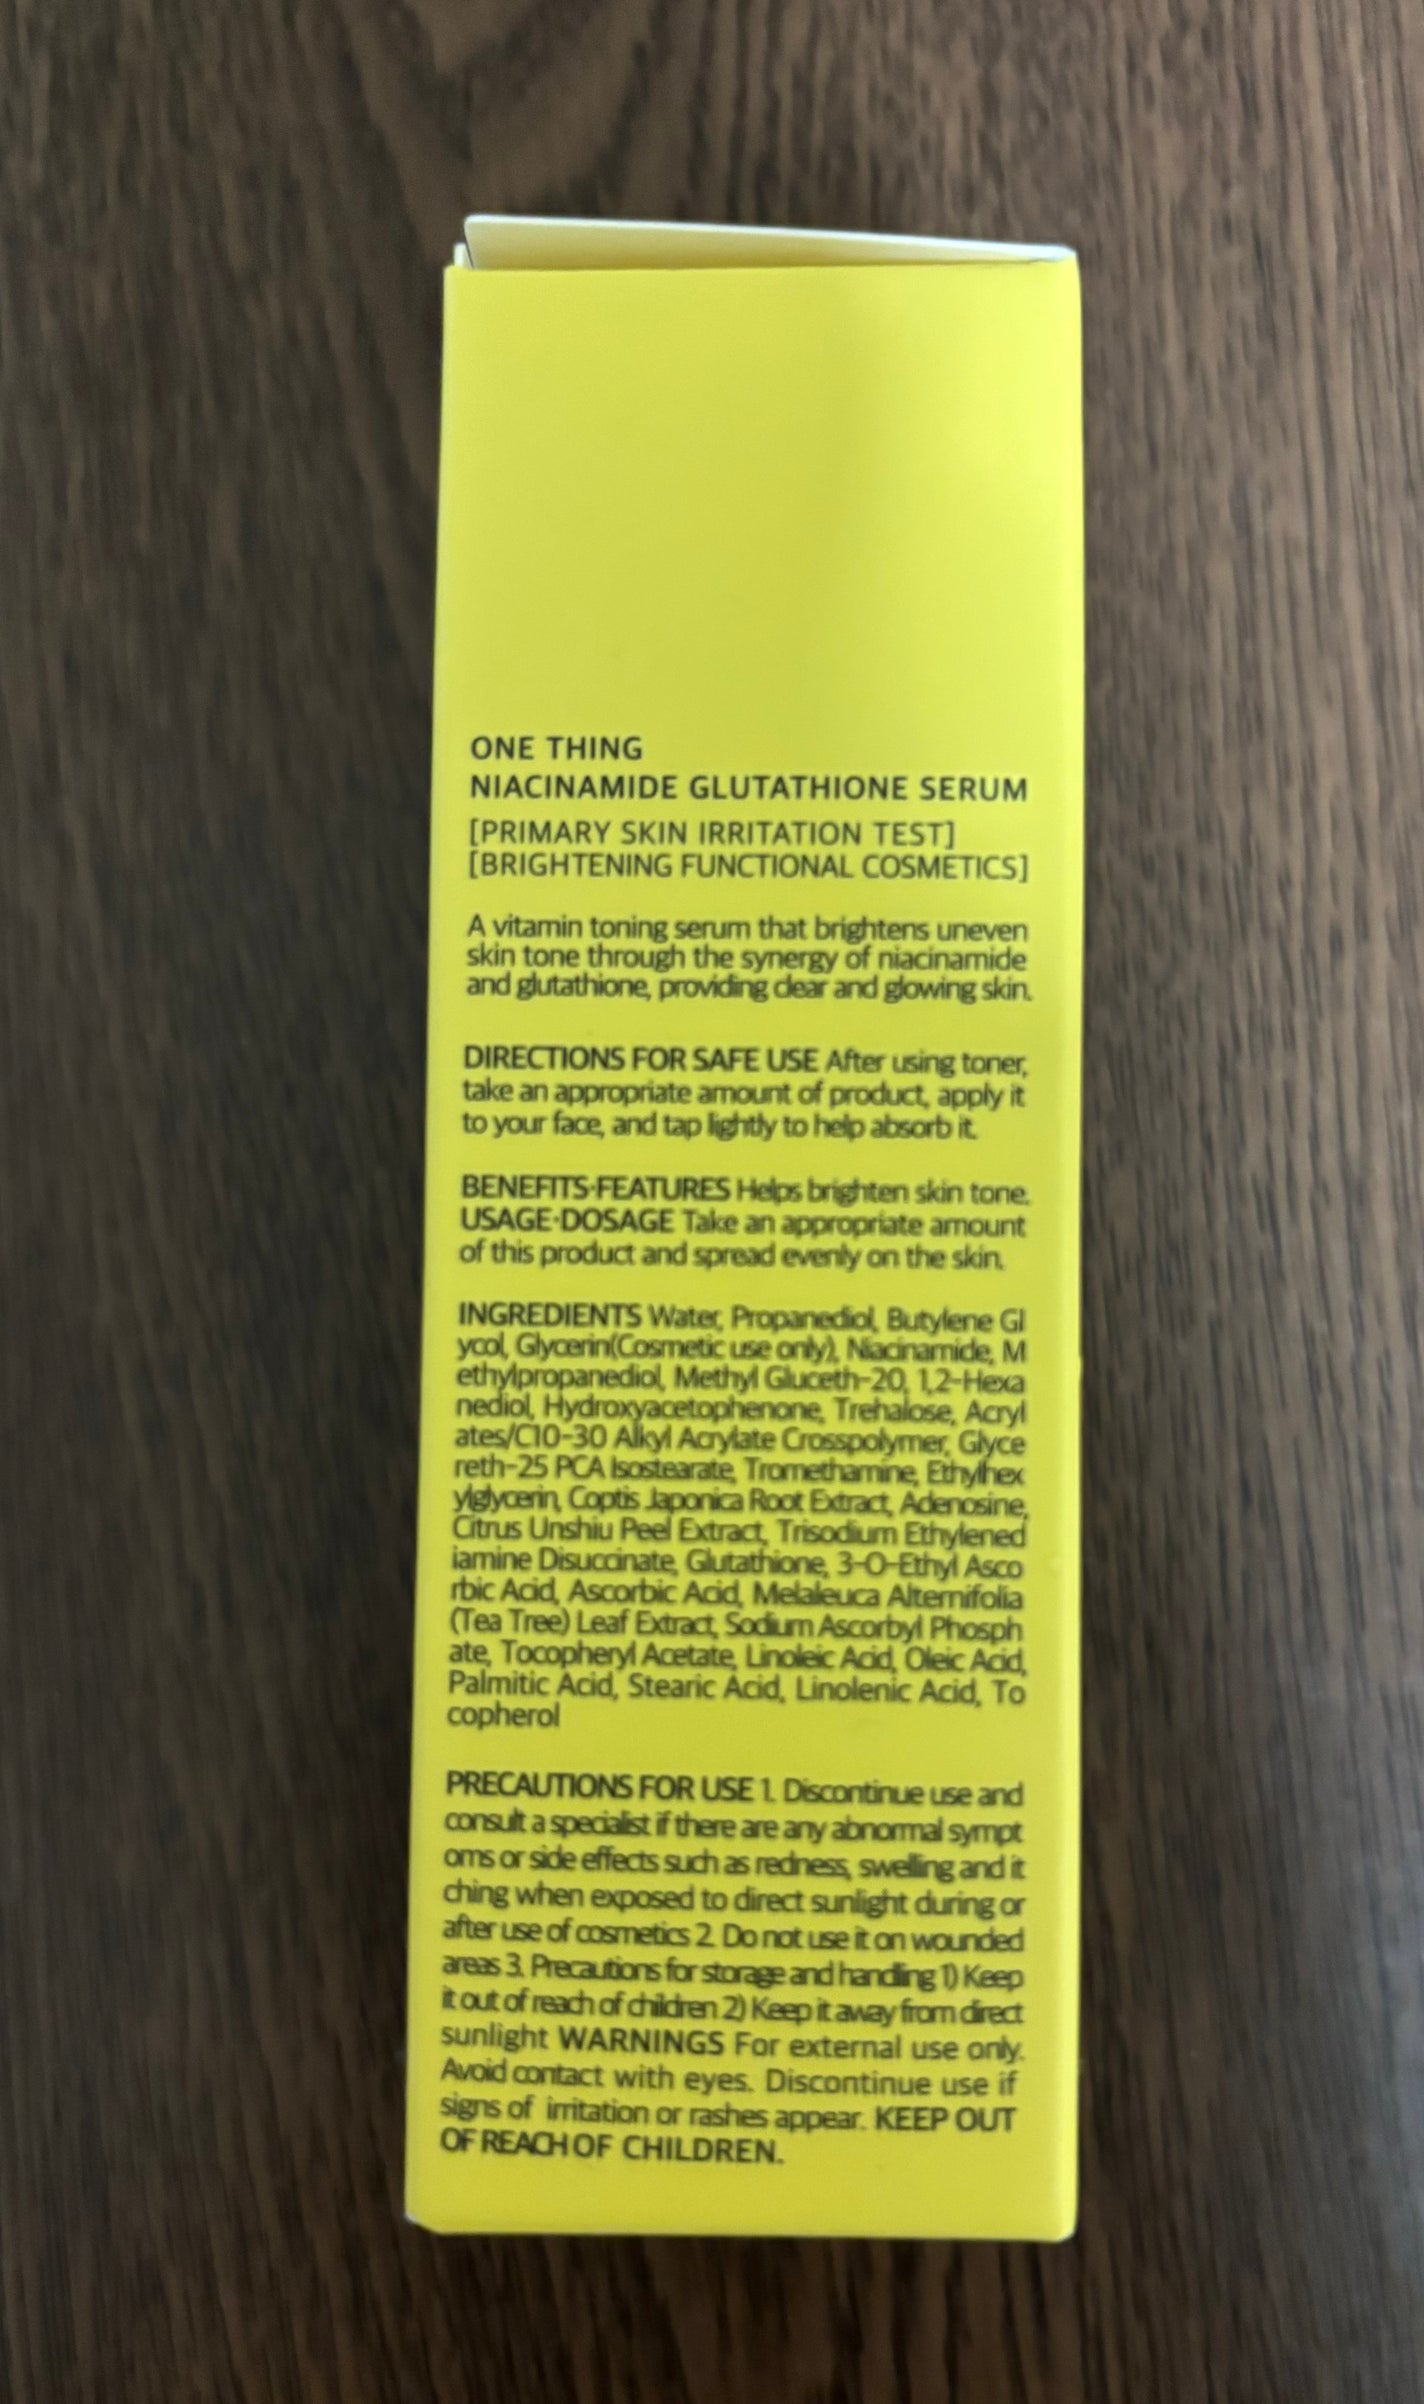 ONE THING
NIACINAMIDE GLUTATHIONE SERUM
[PRIMARY SKIN IRRITATION TEST]
[BRIGHTENING FUNCTIONAL COSMETICS]
A vitamin toning serum that brightens uneven
skin tone through the synergy of niacinamide
and glutathione, providing clear and glowing skin.
DIRECTIONS FOR SAFE USE After using toner,
take an appropriate amount of product, apply it
to your face, and tap lightly to help absorb it.
BENEFITS·FEATURES Helps brighten skin tone.
USAGE·DOSAGE Take an appropriate amount
of this product and spread evenly on the skin.
INGREDIENTS Water, Propanediol, Butylene Gl
ycol, Glycerin(Cosmetic use only), Niacinamide, M
ethylpropanediol, Methyl Gluceth-20, 1,2-Hexa
nediol, Hydroxyacetophenone, Trehalose, Acryl
ates/C10-30 Alkyl Acrylate Crosspolymer, Glyce
reth-25 PCA Isostearate, Tromethamine, Ethylhex
ylglycerin, Coptis Japonica Root Extract, Adenosine,
Citrus Unshiu Peel Extract, Trisodium Ethylened
iamine Disuccinate, Glutathione, 3-O-Ethyl Asco
rbic Acid, Ascorbic Acid, Melaleuca Alternifolia
(Tea Tree) Leaf Extract, Sodium Ascorbyl Phosph
ate, Tocopheryl Acetate, Linoleic Acid, Oleic Acid,
Palmitic Acid, Stearic Acid, Linolenic Acid, To
copherol
PRECAUTIONS FOR USE 1. Discontinue use and
consult a specialist if there are any abnormal sympt
oms or side effects such as redness, swelling and it
ching when exposed to direct sunlight during or
after use of cosmetics 2. Do not use it on wounded
areas 3. Precautions for storage and handling 1) Keep
it out of reach of children 2) Keep it away from direct
sunlight WARNINGS For external use only.
Avoid contact with eyes. Discontinue use if
signs of irritation or rashes appear. KEEP OUT
OF REACH OF CHILDREN.